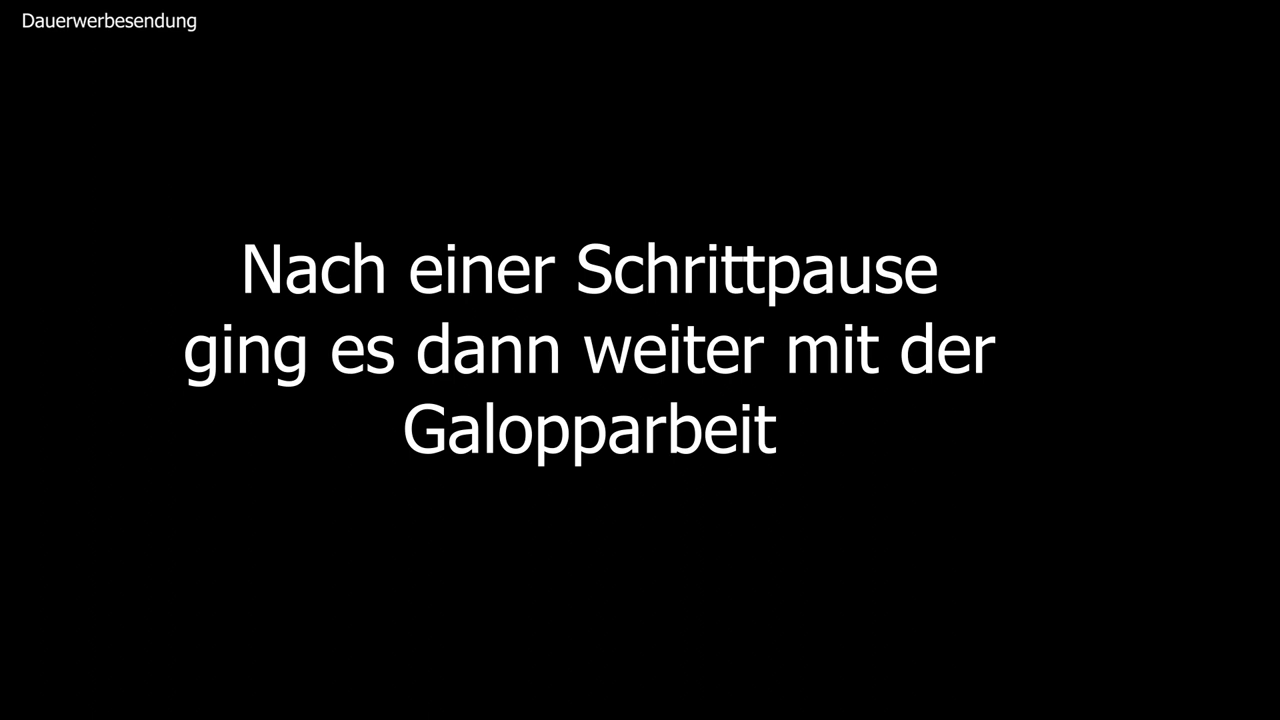 Dauerwerbesendung
Nach einer Schrittpause
ging es dann weiter mit der
Galopparbeit